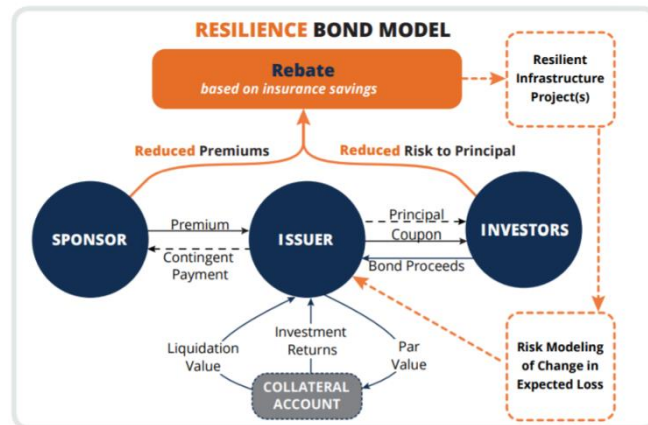 RESILIENCE BOND MODEL
Rebate
based on insurance savings
Resilient
Infrastructure
Project(s)
Reduced Premiums
Reduced Risk to Principal
SPONSOR
Premium
Contingent
Payment
ISSUER
Principal
Coupon
Bond Proceeds
INVESTORS
Liquidation
Value
Investment
Returns
Par
Value
COLLATERAL
ACCOUNT
Risk Modeling
of Change in
Expected Loss